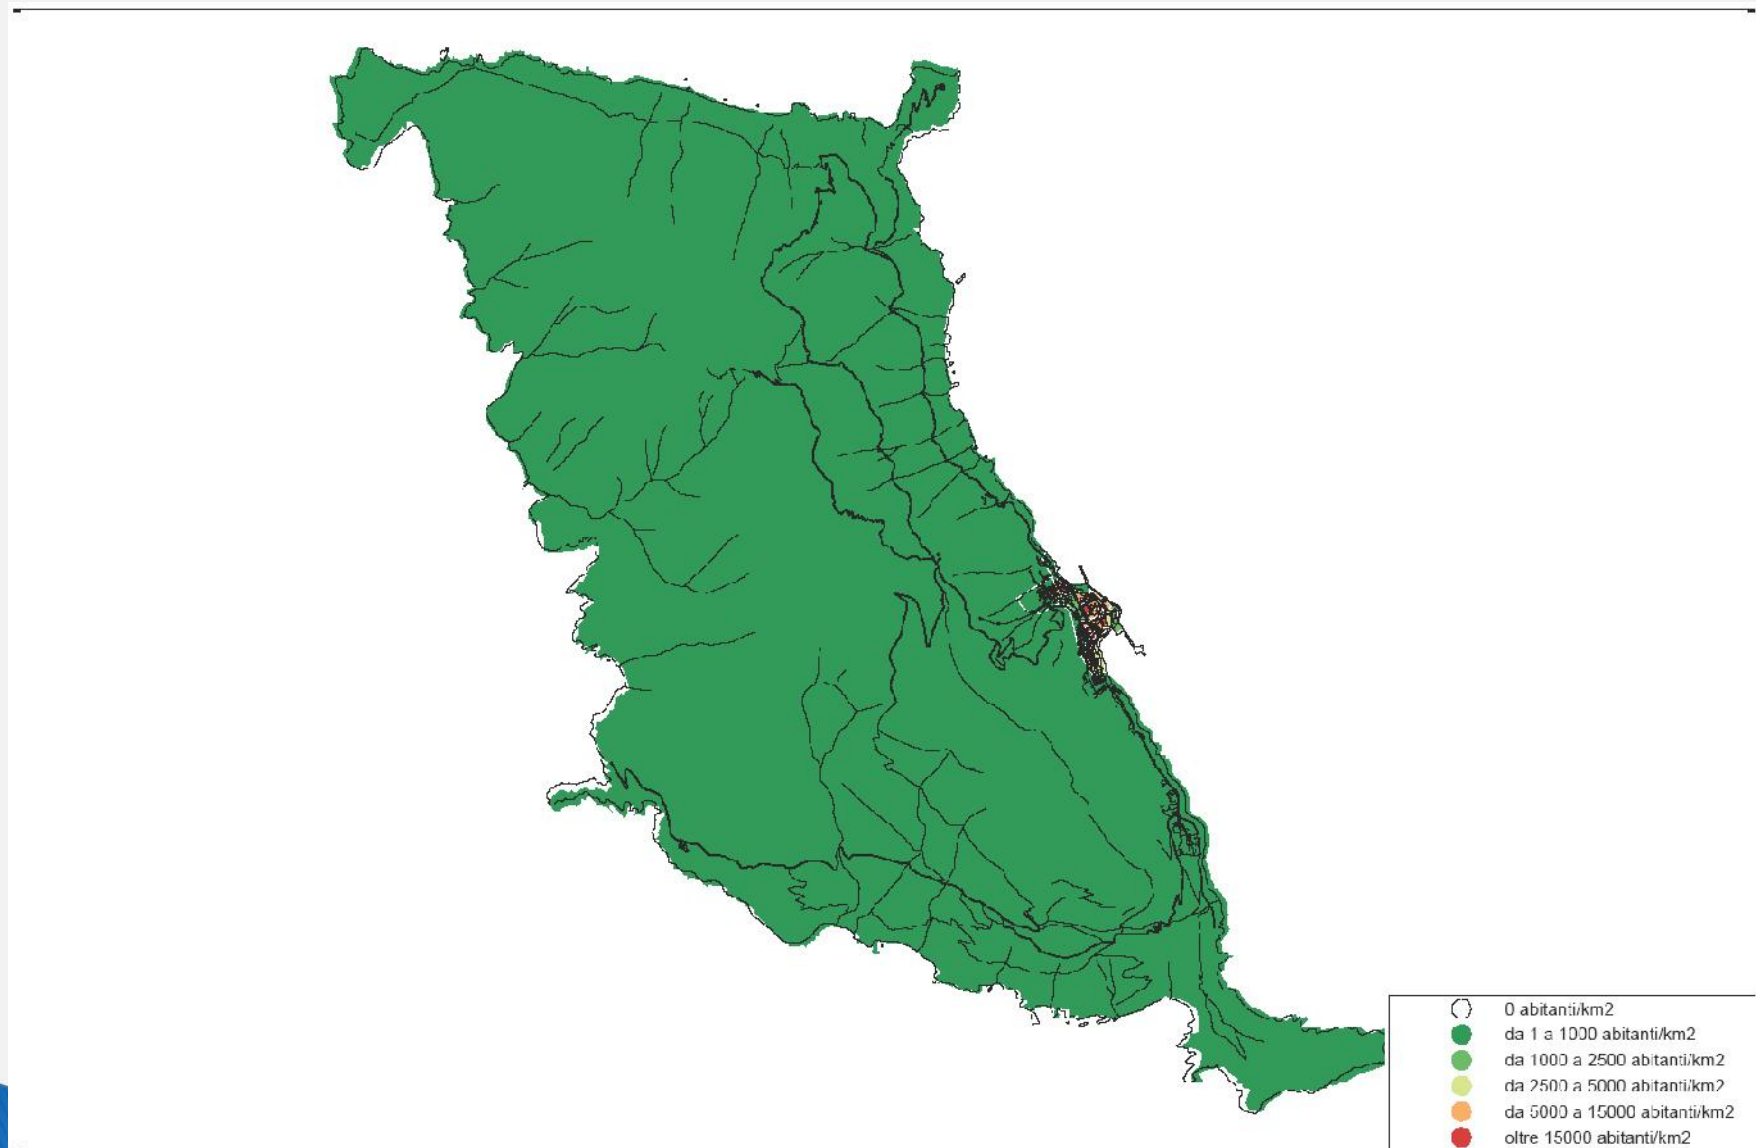 0 abitanti/km2
da 1 a 1000 abitanti/km2
da 1000 a 2500 abitanti/km2
da 2500 a 5000 abitanti/km2
da 5000 a 15000 abitanti/km2
oltre 15000 abitanti/km2